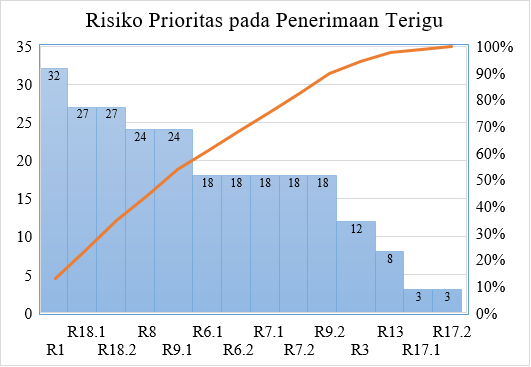 Risiko Prioritas pada Penerimaan Terigu
35 100%
30 90%
25 80%
20 70%
15 60%
10 50%
5 40%
0 30%
20%
10%
0%
32 27 27 24 24 18 18 18 18 18 12 8 3 3
R18.1 R8 R6.1 R7.1 R9.2 R13 R17.2
R1 R18.2 R9.1 R6.2 R7.2 R3 R17.1